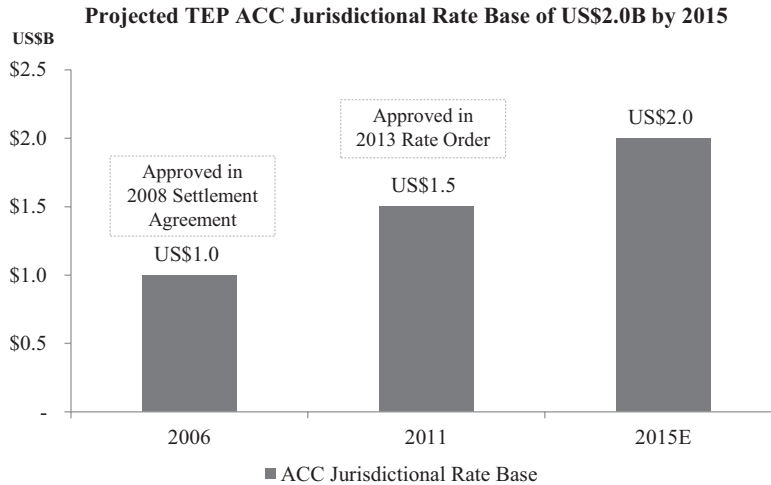 Projected TEP ACC Jurisdictional Rate Base of US$2.0B by 2015
US$B
$2.5
$2.0
$1.5
$1.0
$0.5
-
Approved in
2008 Settlement
Agreement
US$1.0
Approved in
2013 Rate Order
US$1.5
US$2.0
2006
2011
2015E
ACC Jurisdictional Rate Base